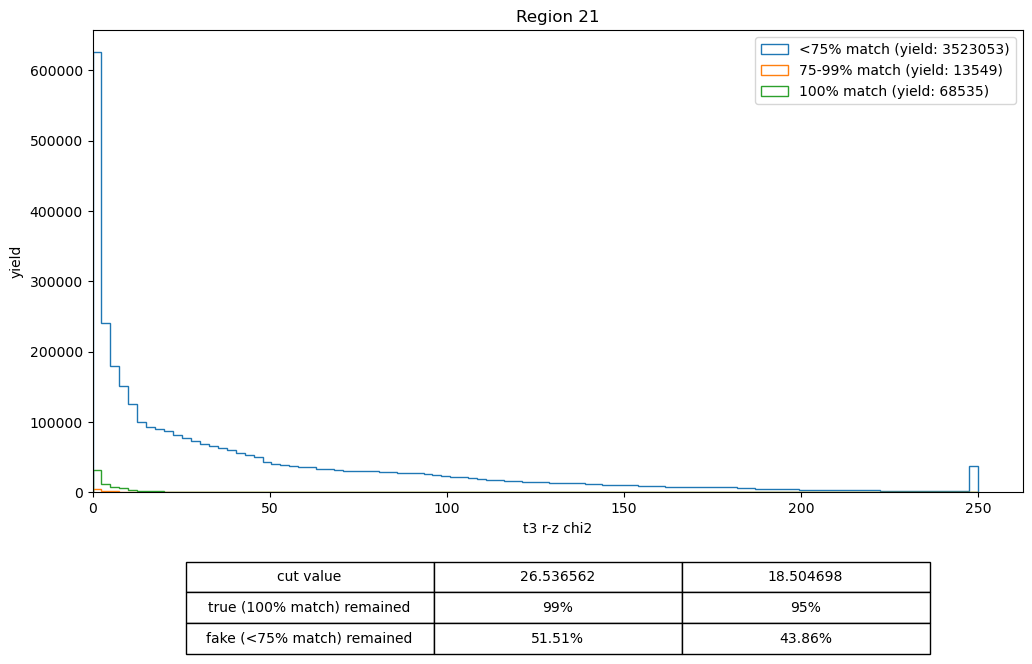 Region 21
<75% match (yield: 3523053)
75-99% match (yield: 13549)
100% match (yield: 68535)
yield
600000
500000
400000
300000
200000
100000
0
0 50 100 150 200 250
t3 r-z chi2
cut value 26.536562 18.504698
true (100% match) remained 99% 95%
fake (<75% match) remained 51.51% 43.86%